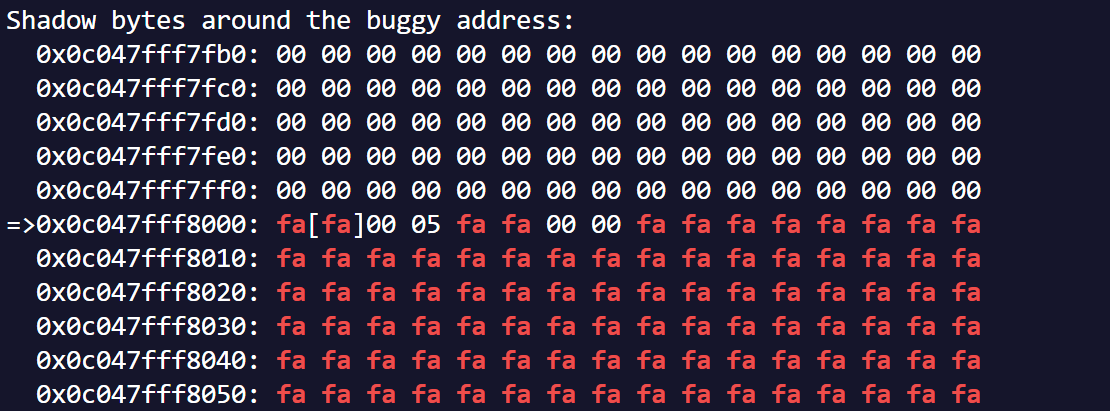 Shadow bytes around the buggy address:
  0x0c047fff7fb0: 00 00 00 00 00 00 00 00 00 00 00 00 00 00 00 00
  0x0c047fff7fc0: 00 00 00 00 00 00 00 00 00 00 00 00 00 00 00 00
  0x0c047fff7fd0: 00 00 00 00 00 00 00 00 00 00 00 00 00 00 00 00
  0x0c047fff7fe0: 00 00 00 00 00 00 00 00 00 00 00 00 00 00 00 00
  0x0c047fff7ff0: 00 00 00 00 00 00 00 00 00 00 00 00 00 00 00 00
=>0x0c047fff8000: fa[fa]00 05 fa fa 00 00 fa fa fa fa fa fa fa fa
  0x0c047fff8010: fa fa fa fa fa fa fa fa fa fa fa fa fa fa fa fa
  0x0c047fff8020: fa fa fa fa fa fa fa fa fa fa fa fa fa fa fa fa
  0x0c047fff8030: fa fa fa fa fa fa fa fa fa fa fa fa fa fa fa fa
  0x0c047fff8040: fa fa fa fa fa fa fa fa fa fa fa fa fa fa fa fa
  0x0c047fff8050: fa fa fa fa fa fa fa fa fa fa fa fa fa fa fa fa